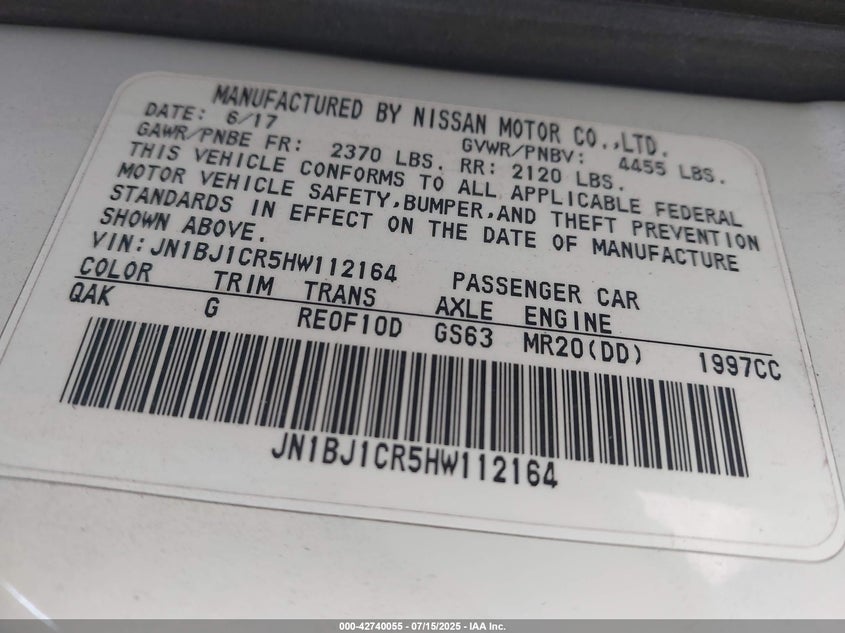 MANUFACTURED BY NISSAN MOTOR CO.,LTD.
DATE: 6/17 GVWR/PNBV: 4455 LBS.
GAWR/PNBE FR: 2370 LBS. RR: 2120 LBS.
THIS VEHICLE CONFORMS TO ALL APPLICABLE FEDERAL
MOTOR VEHICLE SAFETY,BUMPER,AND THEFT PREVENTION
STANDARDS IN EFFECT ON THE DATE OF MANUFACTURE
SHOWN ABOVE.
VIN:JN1BJ1CR5HW112164 PASSENGER CAR
COLOR TRIM TRANS AXLE ENGINE
QAK G RE0F10D GS63 MR20(DD) 1997CC
JN1BJ1CR5HW112164
000-42740055 - 07/15/2025 - IAA Inc.